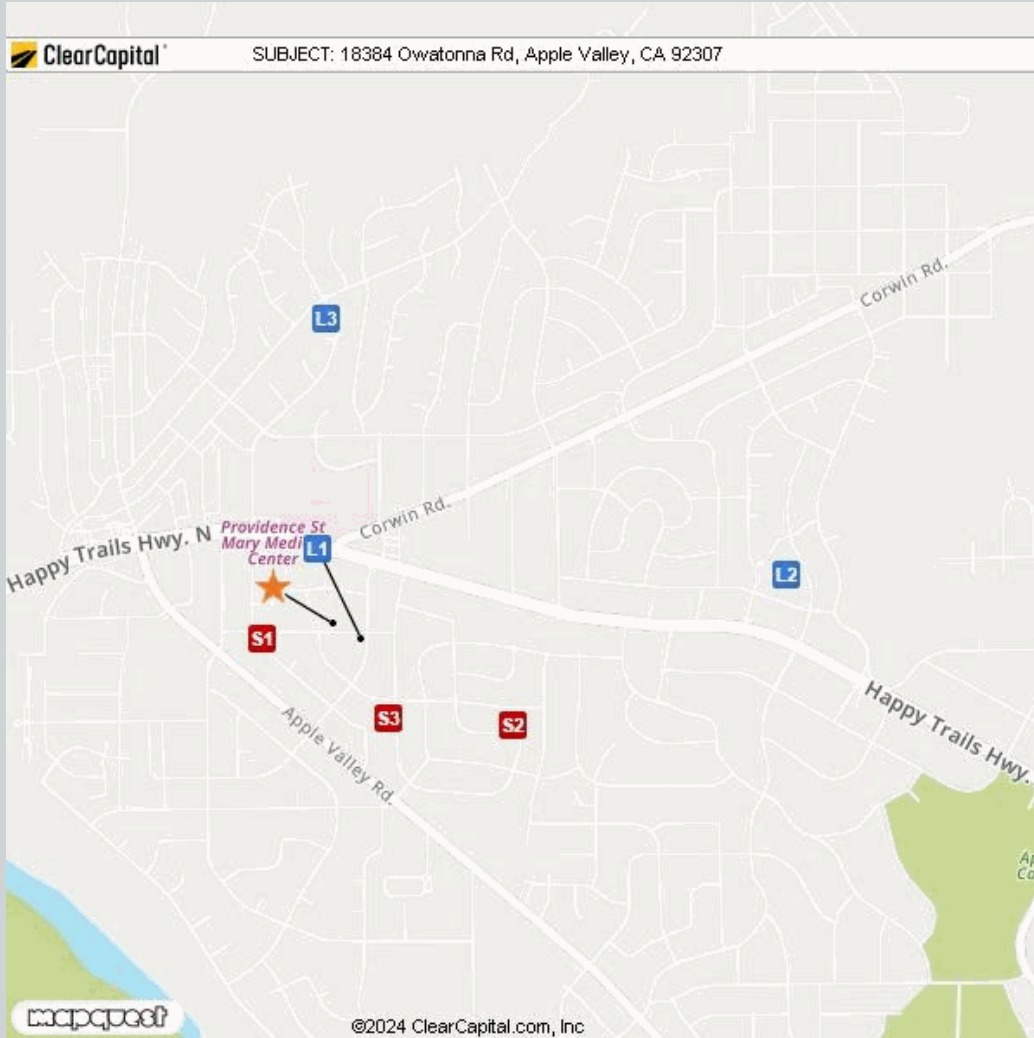 ClearCapital
SUBJECT: 18384 Owatonna Rd, Apple Valley, CA 92307
Corwin Rd.
L3
Corwin Rd.
Happy Trails Hwy. N
Providence St
Mary Medi
Center
L1
L2
S1
S3
S2
Happy Trails Hwy.
Apple Valley Rd.
mapquest
©2024 ClearCapital.com, Inc